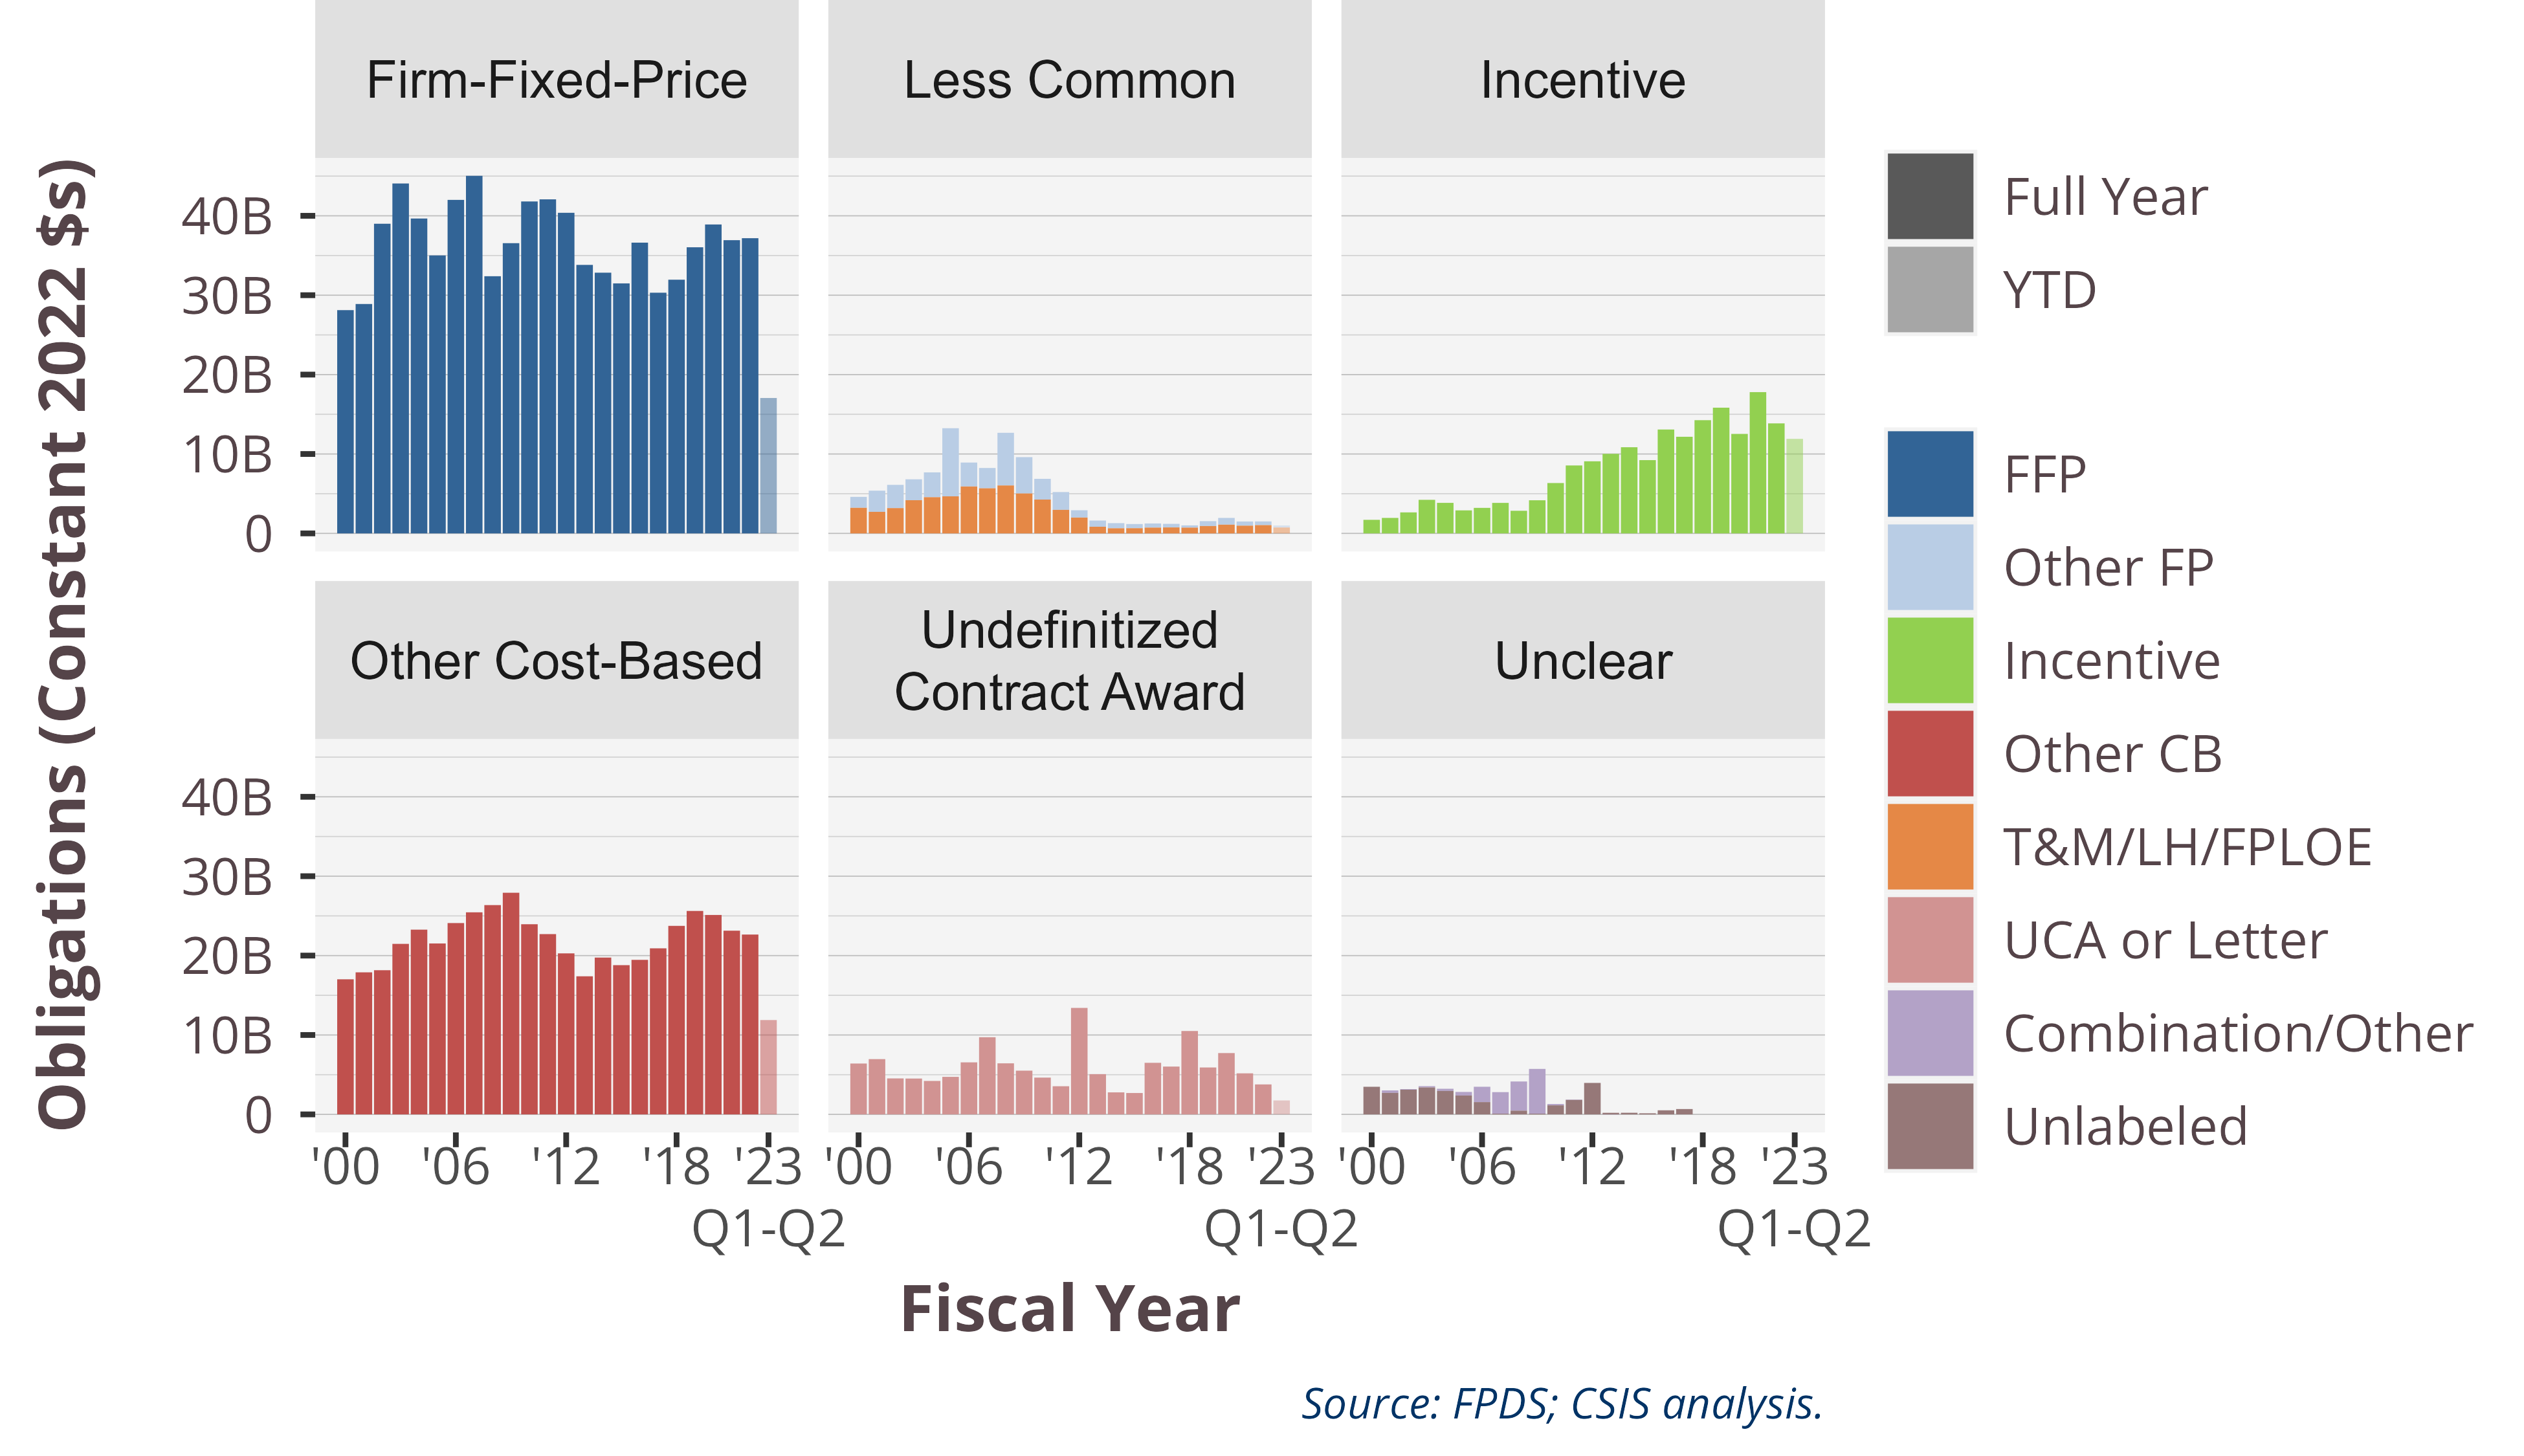 Firm-Fixed-Price
Less Common
Incentive
Obligations (Constant 2022 $s)
40B
30B
20B
10B
0
Other Cost-Based
Undefinitized
Contract Award
Unclear
40B
30B
20B
10B
0
'00 '06 '12 '18 '23
Q1-Q2
'00 '06 '12 '18 '23
Q1-Q2
'00 '06 '12 '18 '23
Q1-Q2
Fiscal Year
Full Year
YTD
FFP
Other FP
Incentive
Other CB
T&M/LH/FPLOE
UCA or Letter
Combination/Other
Unlabeled
Source: FPDS; CSIS analysis.